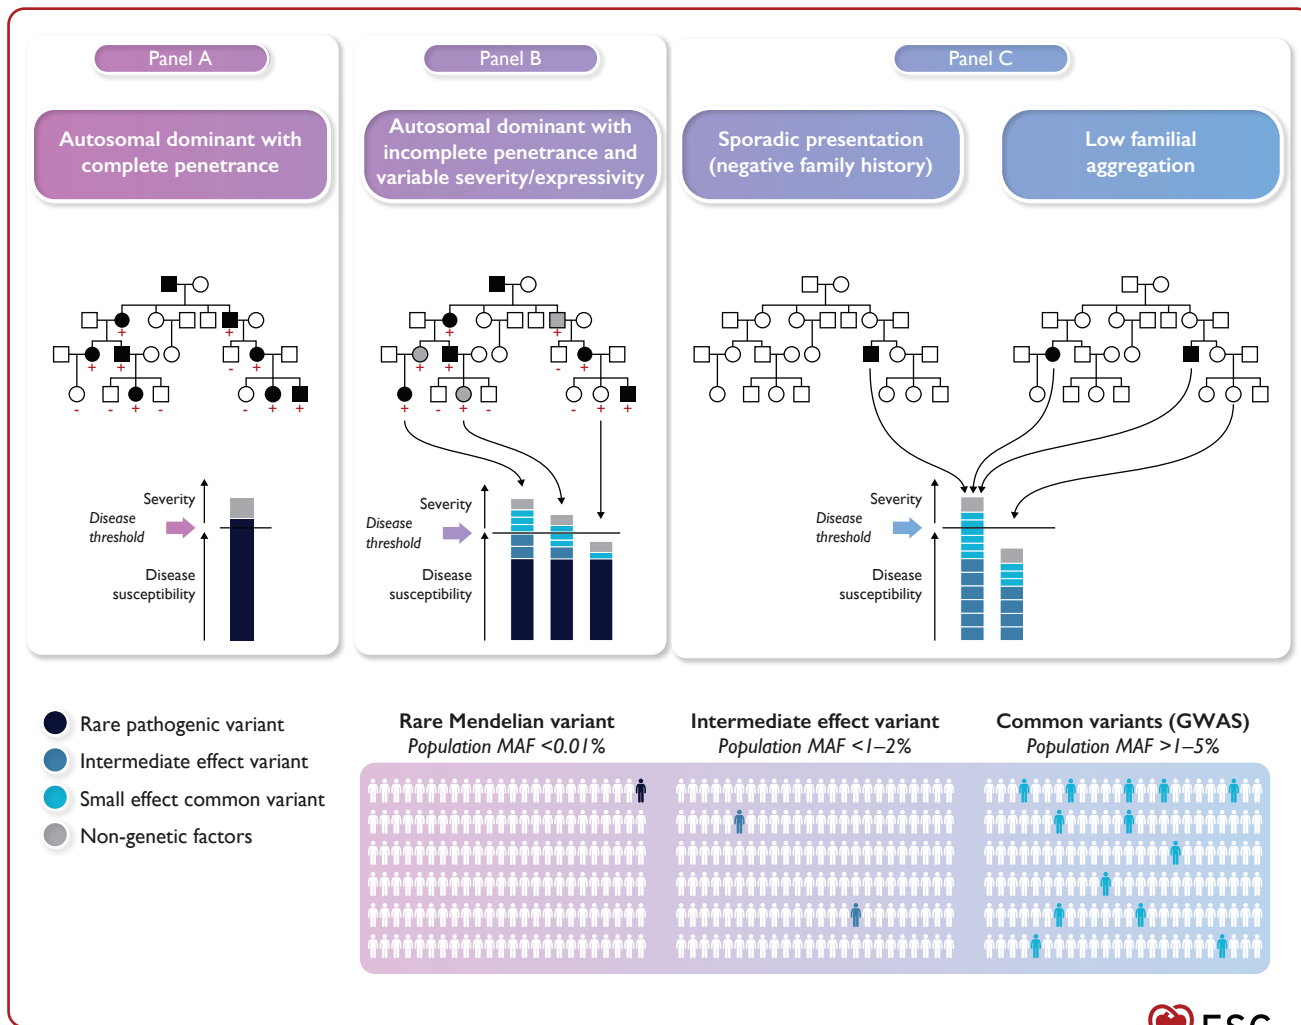 Panel A
Panel B
Panel C
Autosomal dominant with
complete penetrance
Autosomal dominant with
incomplete penetrance and
variable severity/expressivity
Sporadic presentation
(negative family history)
Low familial
aggregation
+ +
+ + - +
- - + - - + +
+ +
+ + - +
+ - + - - + +
Severity
Disease
threshold
Disease
susceptibility
Severity
Disease
threshold
Disease
susceptibility
Severity
Disease
threshold
Disease
susceptibility
Rare pathogenic variant
Intermediate effect variant
Small effect common variant
Non-genetic factors
Rare Mendelian variant
Population MAF <0.01%
Intermediate effect variant
Population MAF <1–2%
Common variants (GWAS)
Population MAF >1–5%
ESC